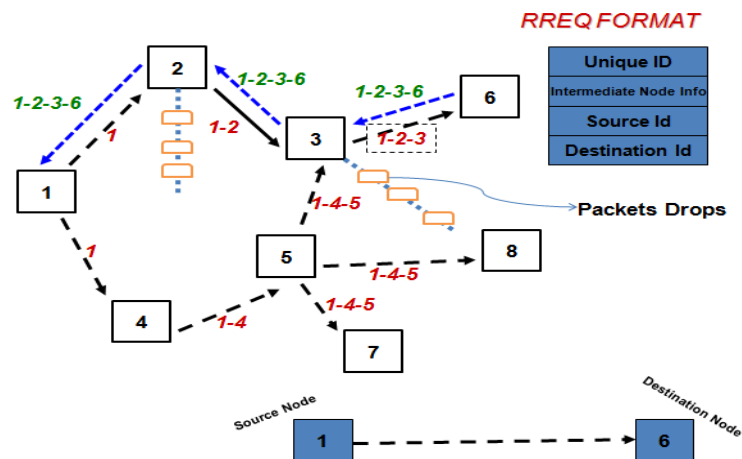 RREQ FORMAT
Unique ID
Intermediate Node Info
Source Id
Destination Id
2
1-2-3-6
1-2-3-6
1-2-3-6
6
1
1-2
3
1-2-3
1
1-4-5
Packets Drops
1
5
8
1-4-5
4
1-4
1-4-5
7
Source Node
Destination Node
1
6